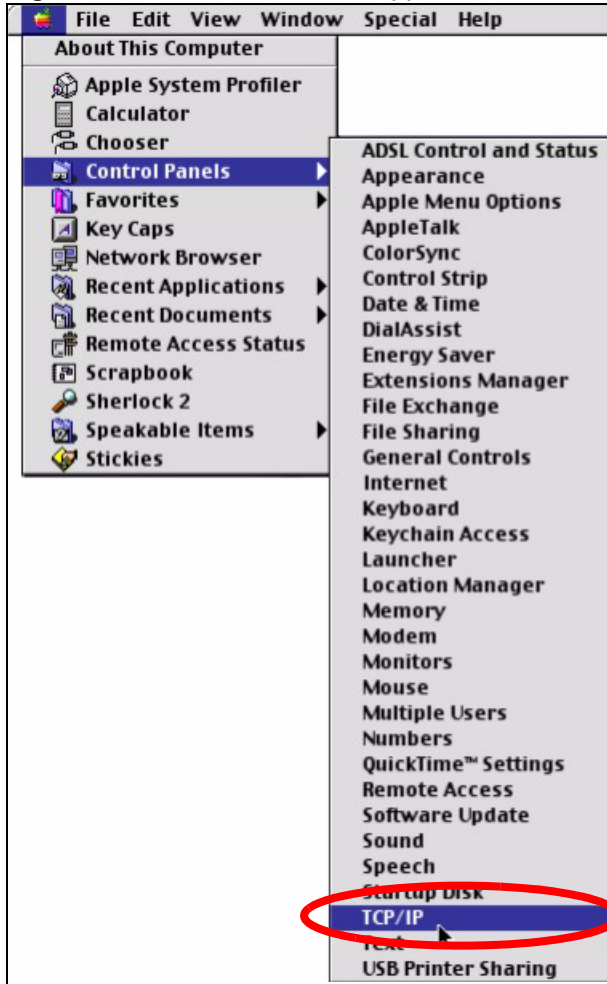 File Edit View Window Special Help
About This Computer
Apple System Profiler
Calculator
Chooser
Control Panels
Favorites
Key Caps
Network Browser
Recent Applications
Recent Documents
Remote Access Status
Scrapbook
Sherlock 2
Speakable Items
Stickies
ADSL Control and Status
Appearance
Apple Menu Options
AppleTalk
ColorSync
Control Strip
Date & Time
DialAssist
Energy Saver
Extensions Manager
File Exchange
File Sharing
General Controls
Internet
Keyboard
Keychain Access
Launcher
Location Manager
Memory
Modem
Monitors
Mouse
Multiple Users
Numbers
QuickTime™ Settings
Remote Access
Software Update
Sound
Speech
Startup Disk
TCP/IP
Text
USB Printer Sharing